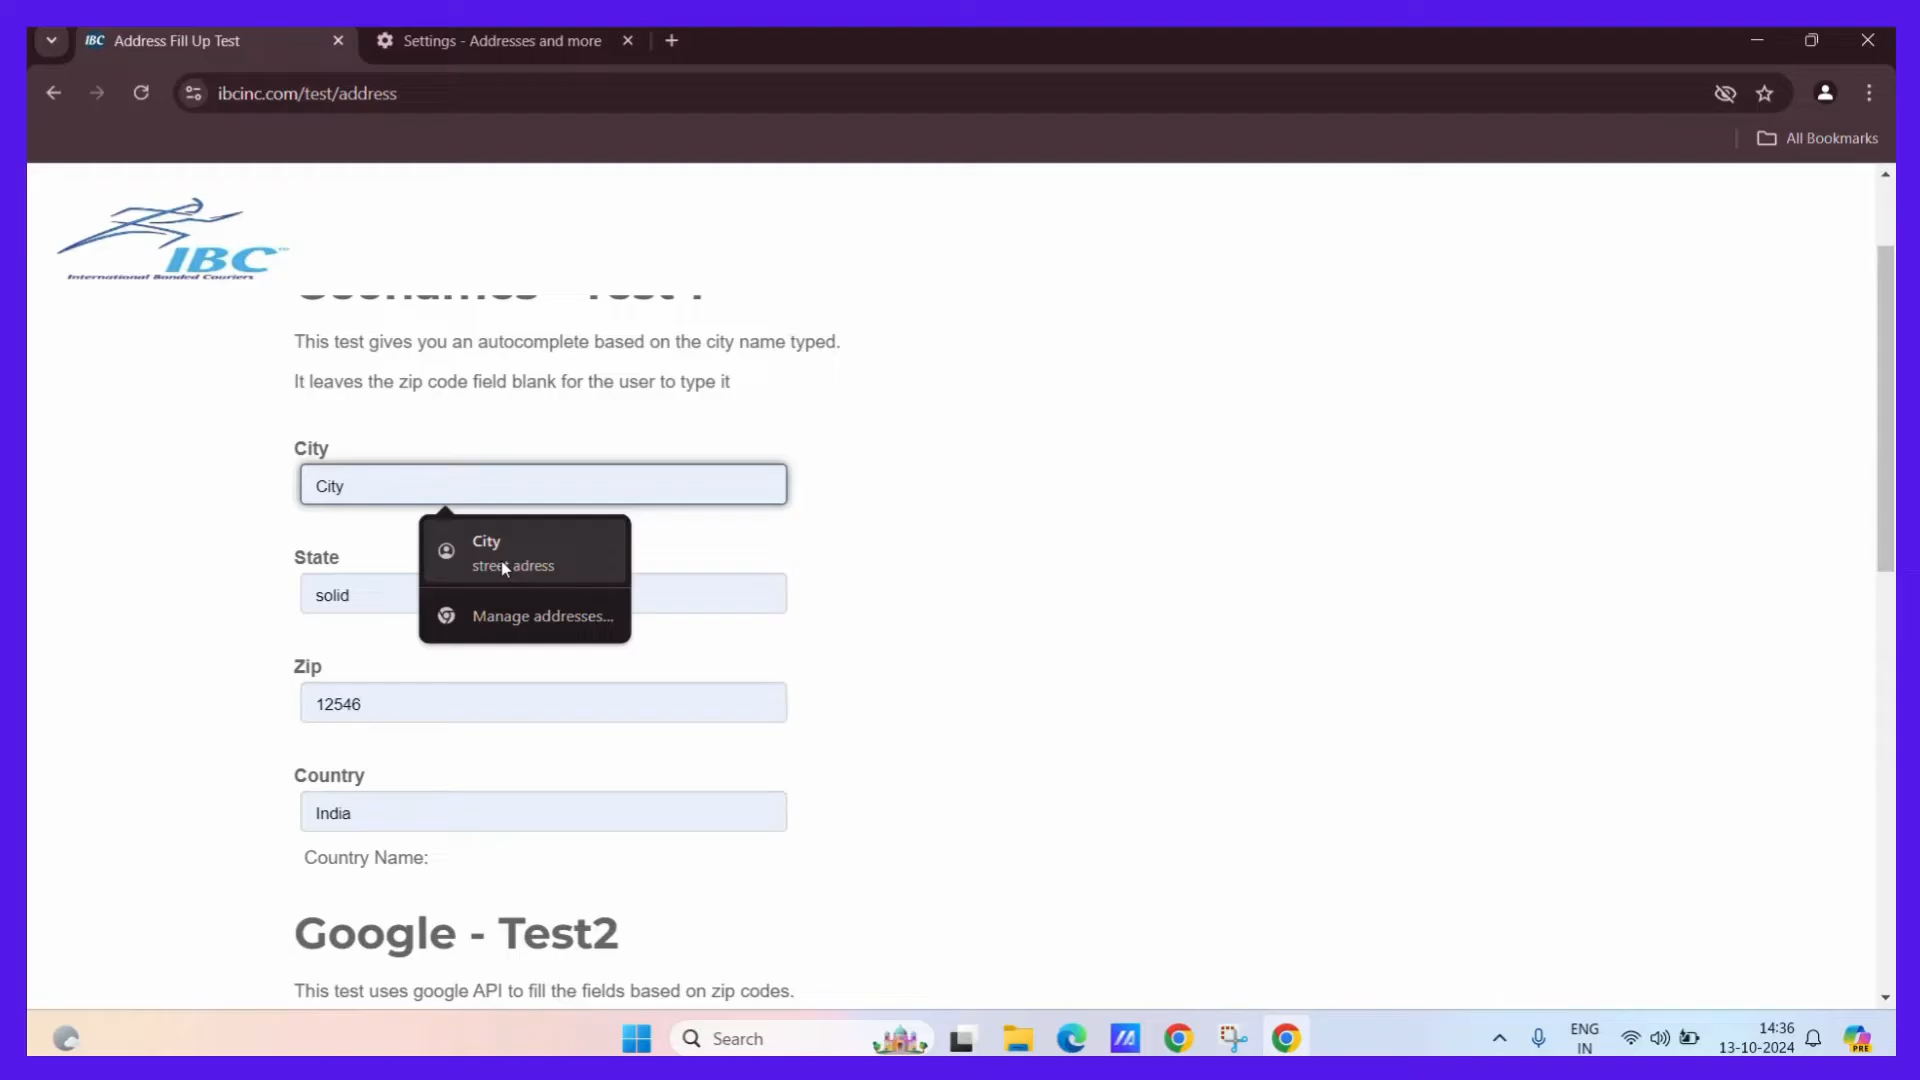 IBC Address Fill Up Test
Settings - Addresses and more
ibcinc.com/test/address
All Bookmarks
IBC
International Bonded Couriers
This test gives you an autocomplete based on the city name typed.
It leaves the zip code field blank for the user to type it
City
City
City
street adress
State
solid
Manage addresses...
Zip
12546
Country
India
Country Name:
Google - Test2
This test uses google API to fill the fields based on zip codes.
Search
ENG
IN
14:36
13-10-2024
PRE